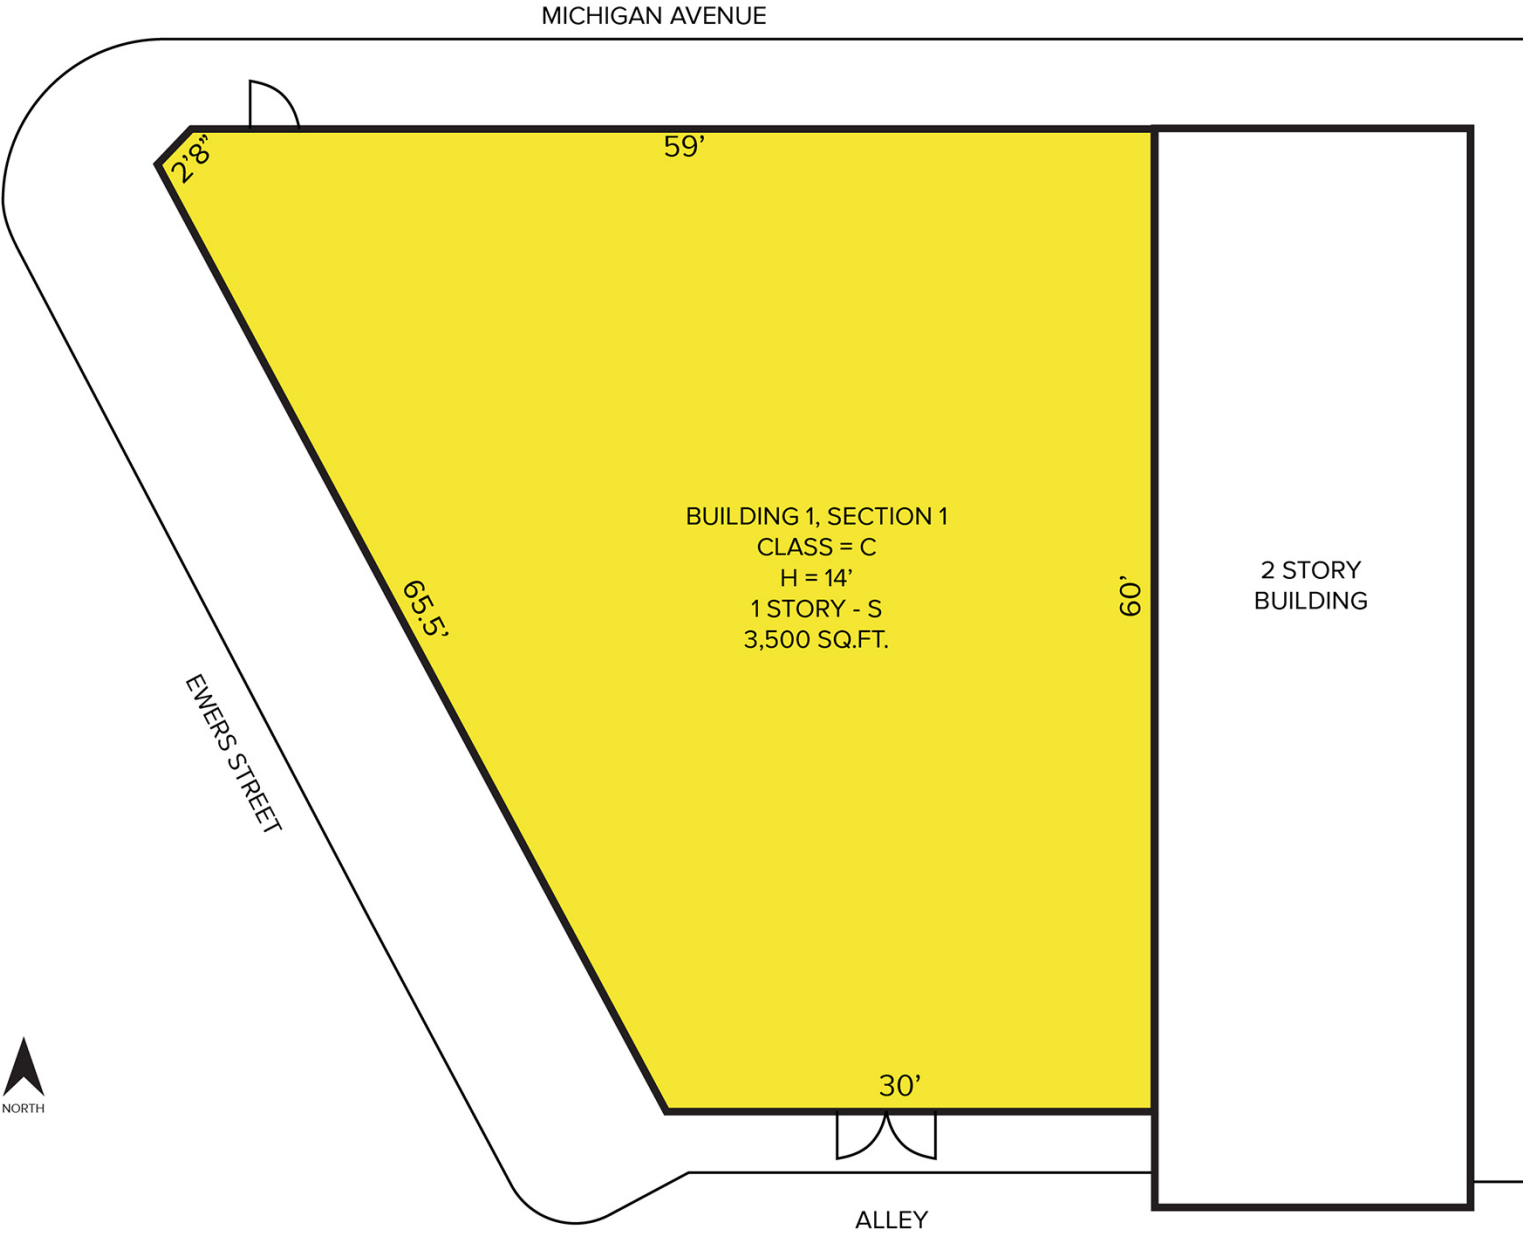 MICHIGAN AVENUE
2’8”
59’
BUILDING 1, SECTION 1
CLASS = C
H = 14’
1 STORY - S
3,500 SQ.FT.
60’
2 STORY
BUILDING
65.5’
EWERS STREET
30’
NORTH
ALLEY